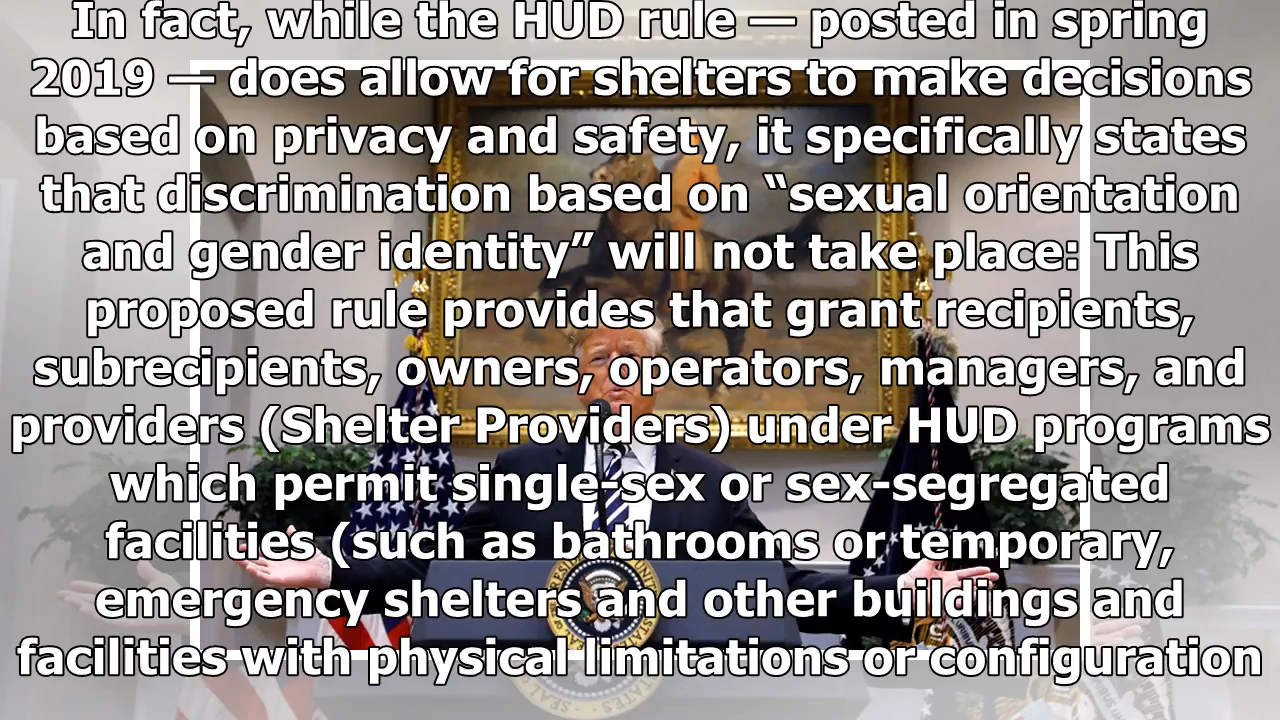 In fact, while the HUD rule — posted in spring
2019 — does allow for shelters to make decisions
based on privacy and safety, it specifically states
that discrimination based on “sexual orientation
and gender identity” will not take place: This
proposed rule provides that grant recipients,
subrecipients, owners, operators, managers, and
providers (Shelter Providers) under HUD programs
which permit single-sex or sex-segregated
facilities (such as bathrooms or temporary,
emergency shelters and other buildings and
facilities with physical limitations or configuration